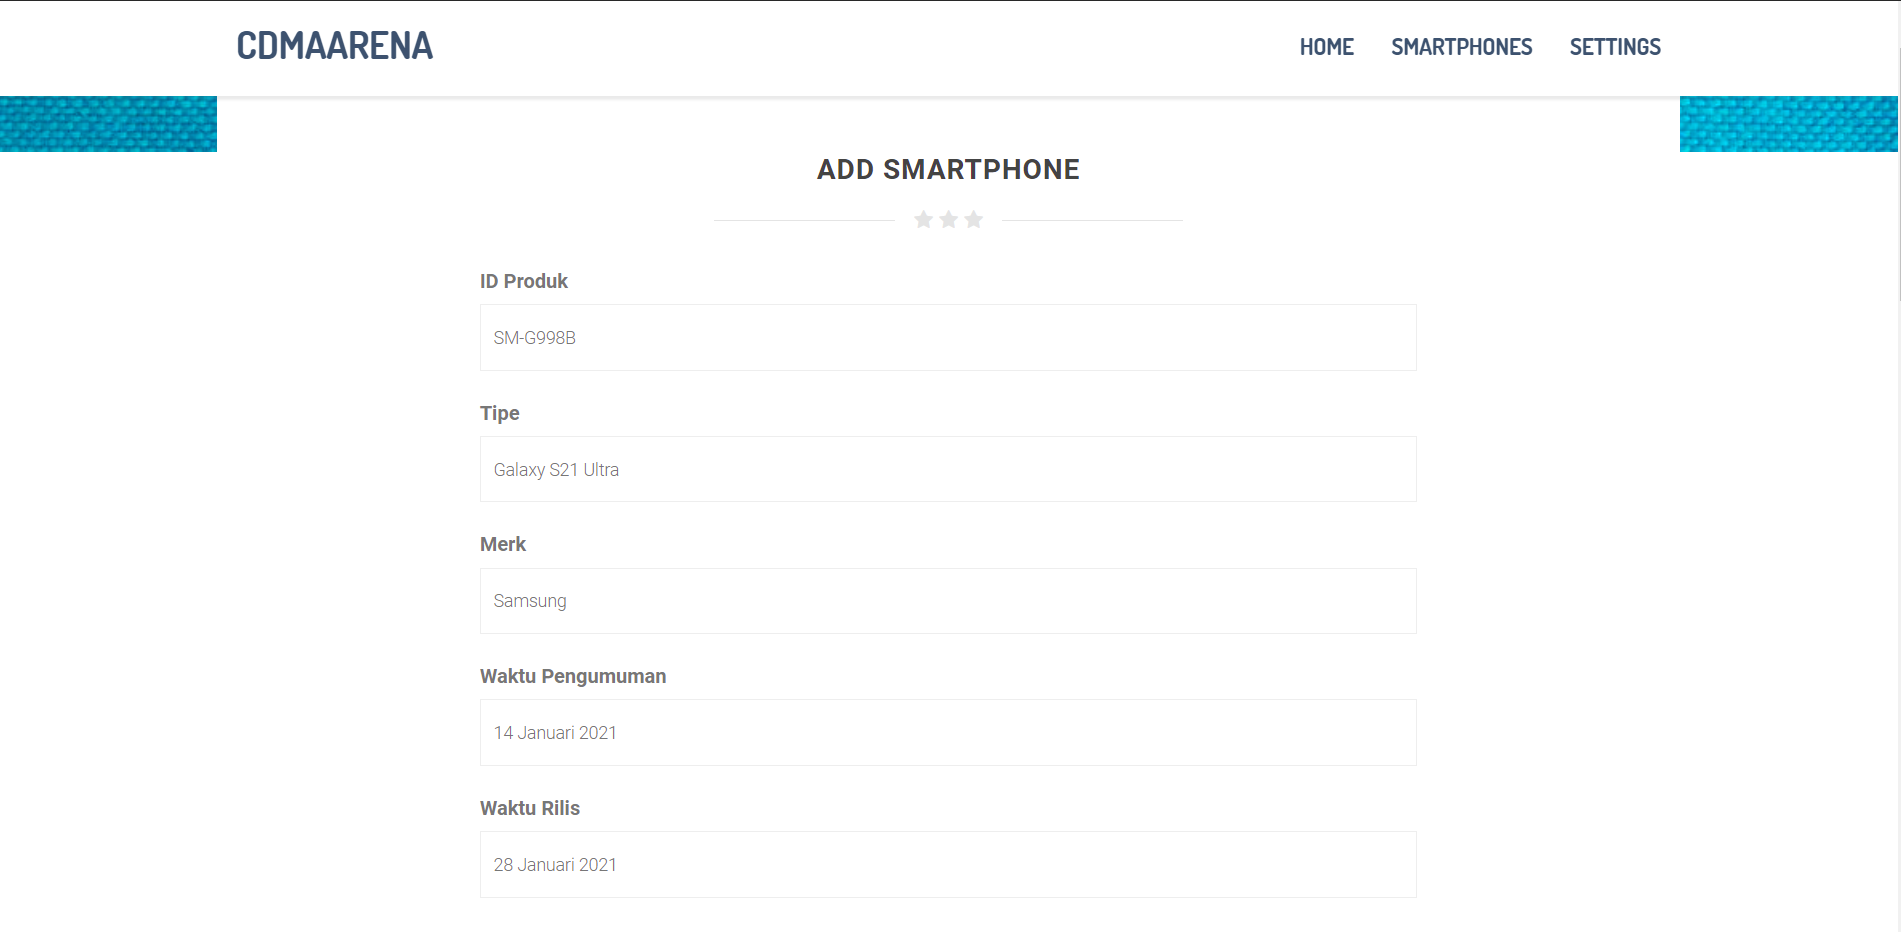 CDMAARENA
HOME SMARTPHONES SETTINGS
ADD SMARTPHONE
ID Produk
SM-G998B
Tipe
Galaxy S21 Ultra
Merk
Samsung
Waktu Pengumuman
14 Januari 2021
Waktu Rilis
28 Januari 2021